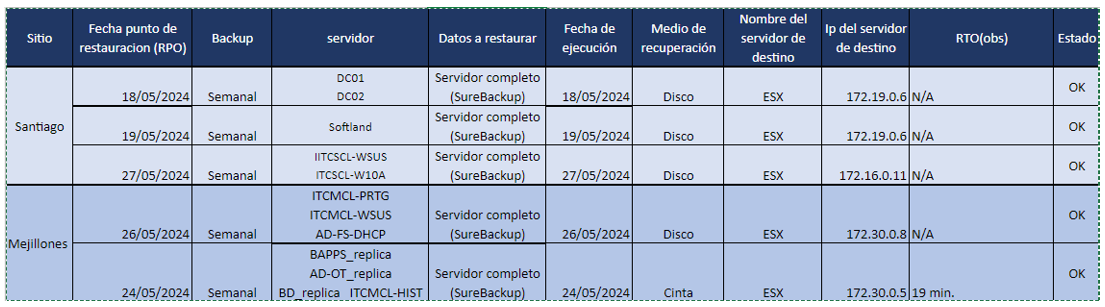 Sitio Fecha punto de restauracion (RPO) Backup servidor Datos a restaurar Fecha de ejecución Medio de recuperación Nombre del servidor de destino Ip del servidor de destino RTO(obs) Estado
Santiago
18/05/2024 Semanal DC01 DC02 Servidor completo (SureBackup) 18/05/2024 Disco ESX 172.19.0.6 N/A OK
19/05/2024 Semanal Softland Servidor completo (SureBackup) 19/05/2024 Disco ESX 172.19.0.6 N/A OK
27/05/2024 Semanal IITCSCL-WSUS ITCSCL-W10A Servidor completo (SureBackup) 27/05/2024 Disco ESX 172.16.0.11 N/A OK
Mejillones
26/05/2024 Semanal ITCMCL-PRTG ITCMCL-WSUS AD-FS-DHCP Servidor completo (SureBackup) 26/05/2024 Disco ESX 172.30.0.8 N/A OK
24/05/2024 Semanal BAPPS_replica AD-OT_replica BD_replica ITCMCL-HIST Servidor completo (SureBackup) 24/05/2024 Cinta ESX 172.30.0.5 19 min. OK